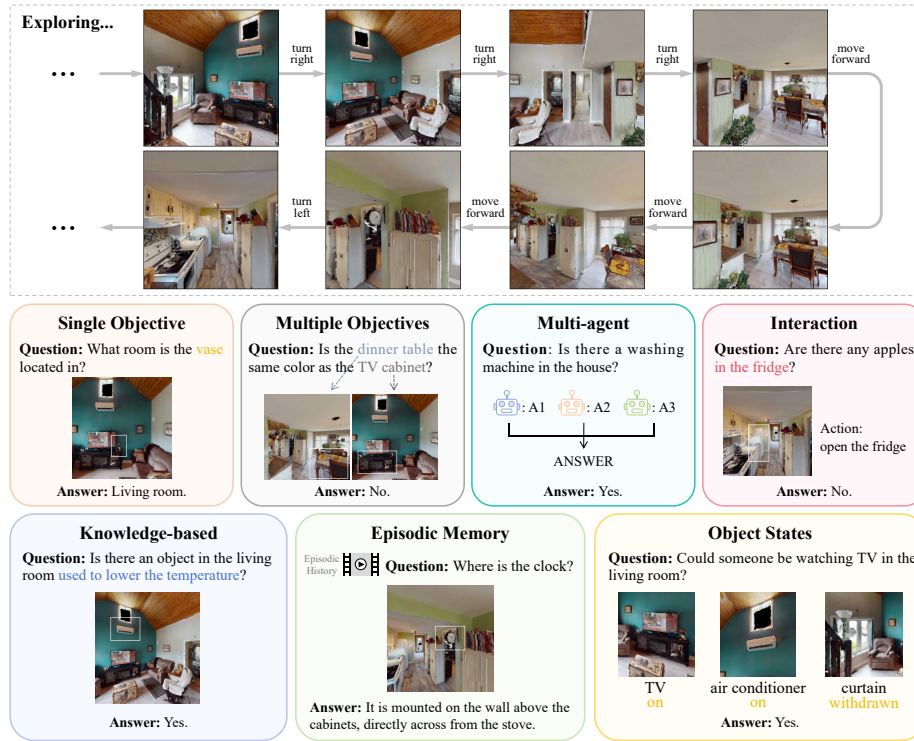 Exploring...
...
turn
right
turn
right
turn
right
move
forward
...
turn
left
move
forward
move
forward
Single Objective
Question: What room is the vase
located in?
Answer: Living room.
Multiple Objectives
Question: Is the dinner table the
same color as the TV cabinet?
Answer: No.
Multi-agent
Question: Is there a washing
machine in the house?
: A1
: A2
: A3
ANSWER
Answer: Yes.
Interaction
Question: Are there any apples
in the fridge?
Action:
open the fridge
Answer: No.
Knowledge-based
Question: Is there an object in the living
room used to lower the temperature?
Answer: Yes.
Episodic Memory
Episodic
History
Question: Where is the clock?
Answer: It is mounted on the wall above the
cabinets, directly across from the stove.
Object States
Question: Could someone be watching TV in the
living room?
TV
on
air conditioner
on
curtain
withdrawn
Answer: Yes.